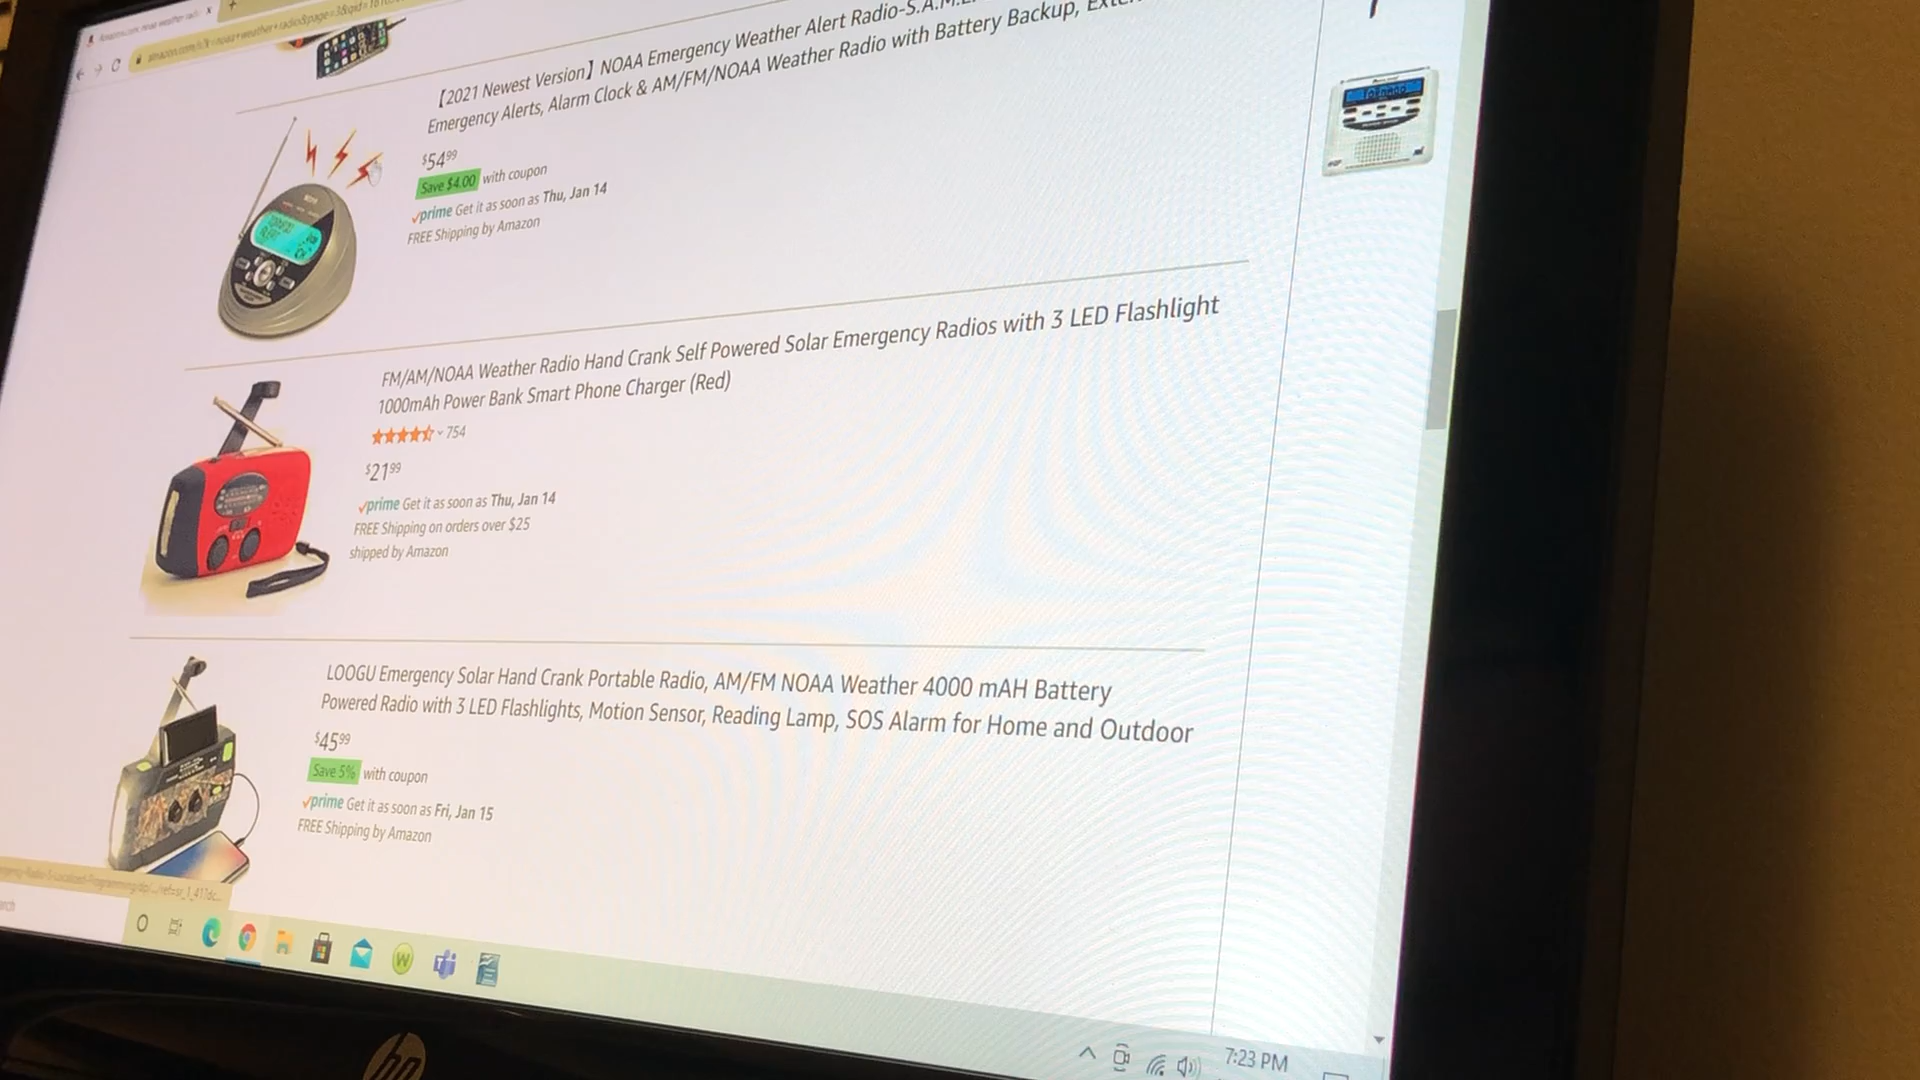 Amazon.com: noaa weather radi
【2021 Newest Version】NOAA Emergency Weather Alert Radio-S.A.M.E.
Emergency Alerts, Alarm Clock & AM/FM/NOAA Weather Radio with Battery Backup,
$54.99
Save $4.00 with coupon
prime Get it as soon as Thu, Jan 14
FREE Shipping by Amazon
FM/AM/NOAA Weather Radio Hand Crank Self Powered Solar Emergency Radios with 3 LED Flashlight
1000mAh Power Bank Smart Phone Charger (Red)
754
$21.99
prime Get it as soon as Thu, Jan 14
FREE Shipping on orders over $25
shipped by Amazon
LOOGU Emergency Solar Hand Crank Portable Radio, AM/FM NOAA Weather 4000 mAH Battery
Powered Radio with 3 LED Flashlights, Motion Sensor, Reading Lamp, SOS Alarm for Home and Outdoor
$45.99
Save 5% with coupon
prime Get it as soon as Fri, Jan 15
FREE Shipping by Amazon
7:23 PM
hp